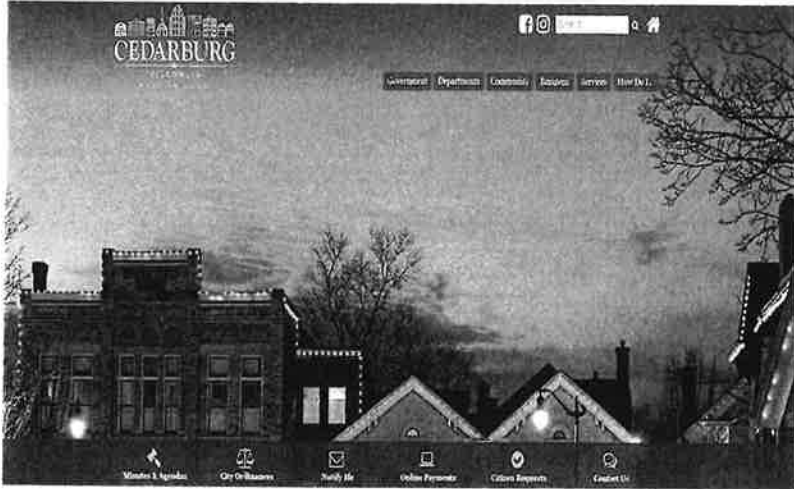 CEDARBURG
WISCONSIN
Government Departments Community Business Services How Do I...
Minutes & Agendas City Ordinances Notify Me Online Payments Citizen Requests Contact Us